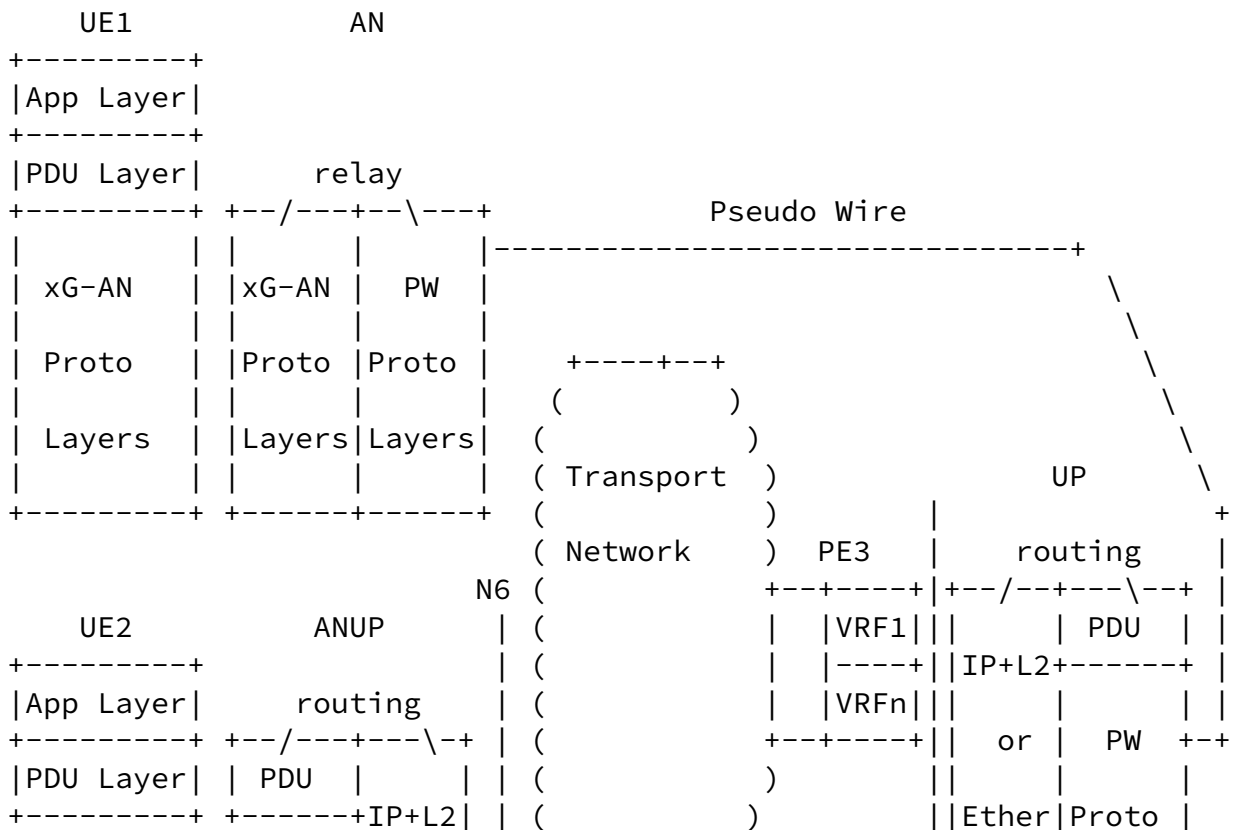 UE1              AN
+---------+
|App Layer|
+---------+
|PDU Layer|      relay
+---------+ +--/---+--\---+            Pseudo Wire
|         | |      |      |--------------------------------+
| xG-AN   | |xG-AN |  PW  |                                  \
|         | |      |      |                                   \
| Proto   | |Proto |Proto |    +----+--+                       \
|         | |      |      |   (         )                       \
| Layers  | |Layers|Layers|  (           )                       \
|         | |      |      |  ( Transport  )              UP       \
+---------+ +------+------+  (            )        |               +
                             ( Network    )  PE3   |    routing    |
                          N6 (            +--+----+|+--/--+---\--+ |
    UE2          ANUP      | (            |  |VRF1|||     | PDU  | |
+---------+                | (            |  |----+||IP+L2+------+ |
|App Layer|     routing    | (            |  |VRFn|||     |      | |
+---------+ +--/---+---\-+ | (            +--+----+|| or  |  PW  +-+
|PDU Layer| | PDU  |     | | (            )        ||     |      |
+---------+ +------+IP+L2| | (           )         ||Ether|Proto |